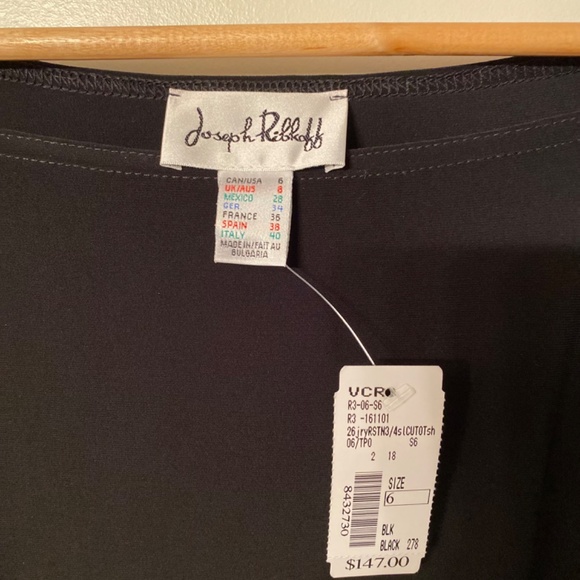 Joseph Ribkoff
CAN/USA 6
UK/AUS 8
MEXICO 28
GER. 34
FRANCE 36
SPAIN 38
ITALY 40
MADE IN/FAIT AU
BULGARIA
VCR
R3-06-S6
R3 -161101
26jryRSTN3/4slCUTOTsh
06/TPO S6
2 18
SIZE
6
8432730
BLK
BLACK 278
$147.00